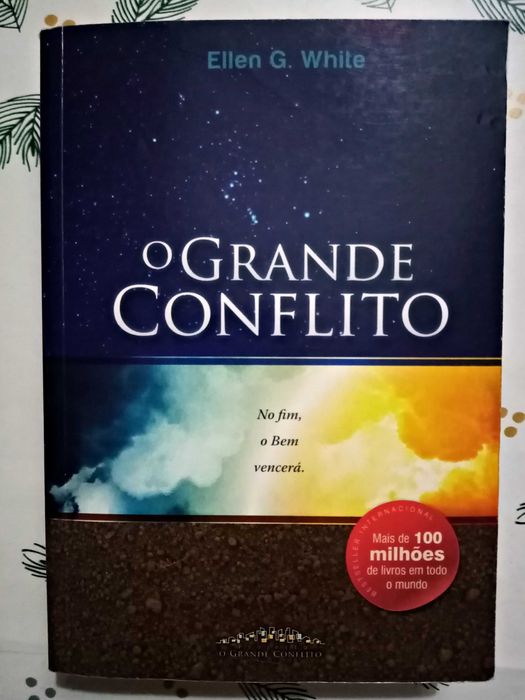 Ellen G. White
O GRANDE
CONFLITO
No fim,
o Bem
vencerá.
BESTSELLER INTERNACIONAL
Mais de 100
milhões
de livros em todo
o mundo
O GRANDE CONFLITO